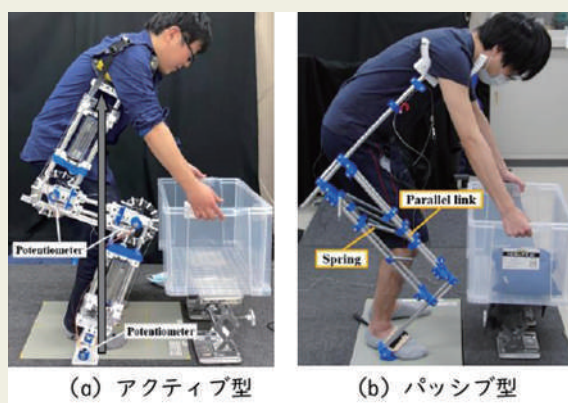 Potentiometer
Potentiometer
Parallel link
Spring
(a) アクティブ型
(b) パッシブ型